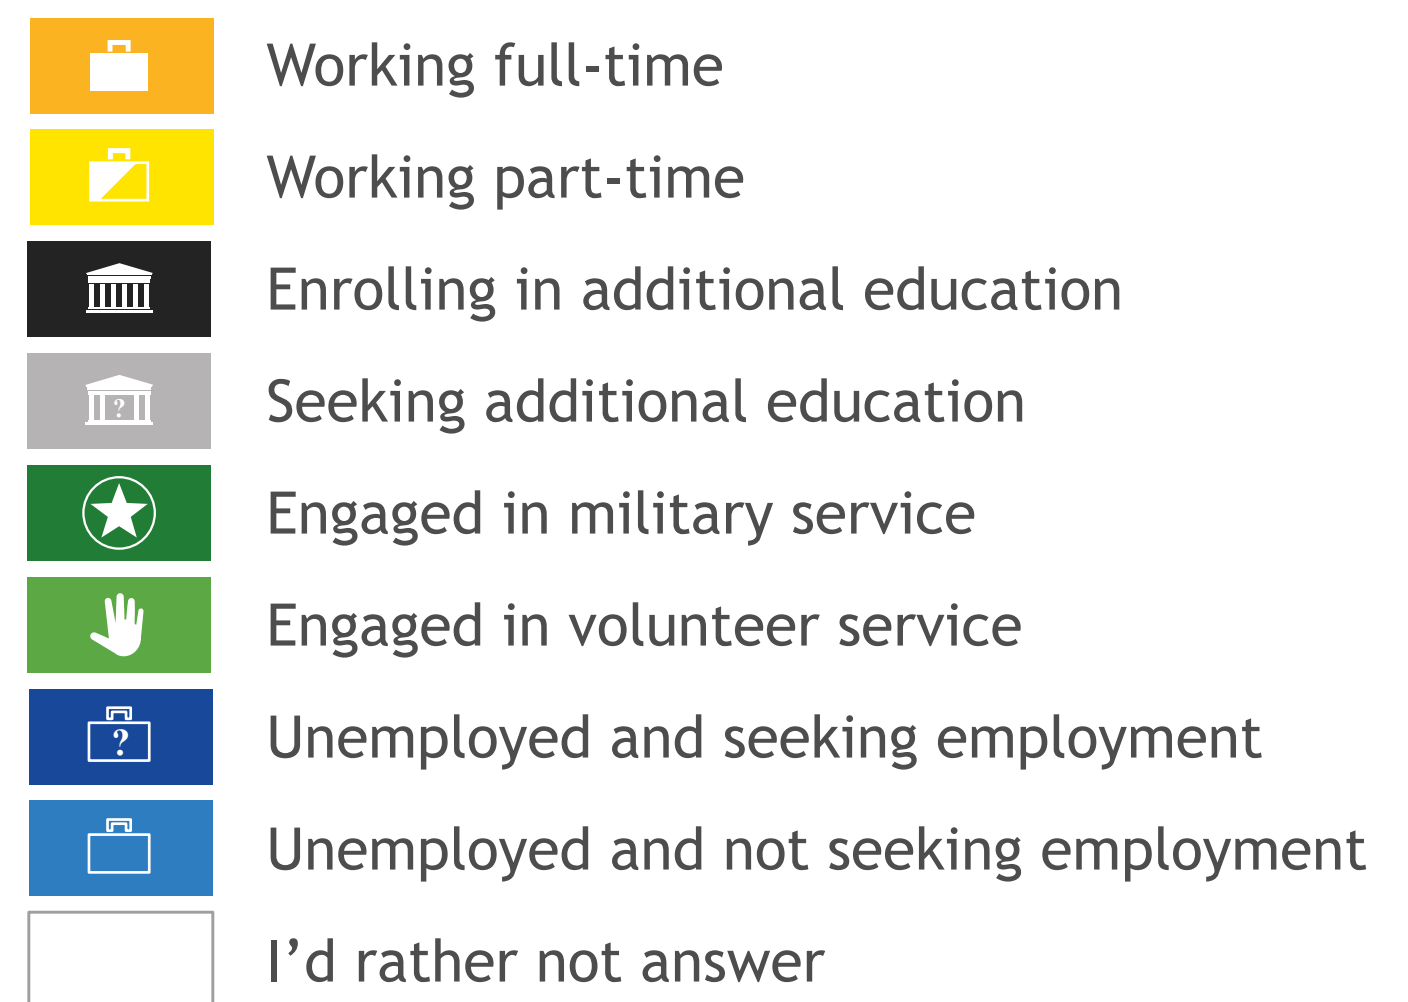 Working full-time
Working part-time
Enrolling in additional education
? Seeking additional education
Engaged in military service
Engaged in volunteer service
? Unemployed and seeking employment
Unemployed and not seeking employment
I’d rather not answer